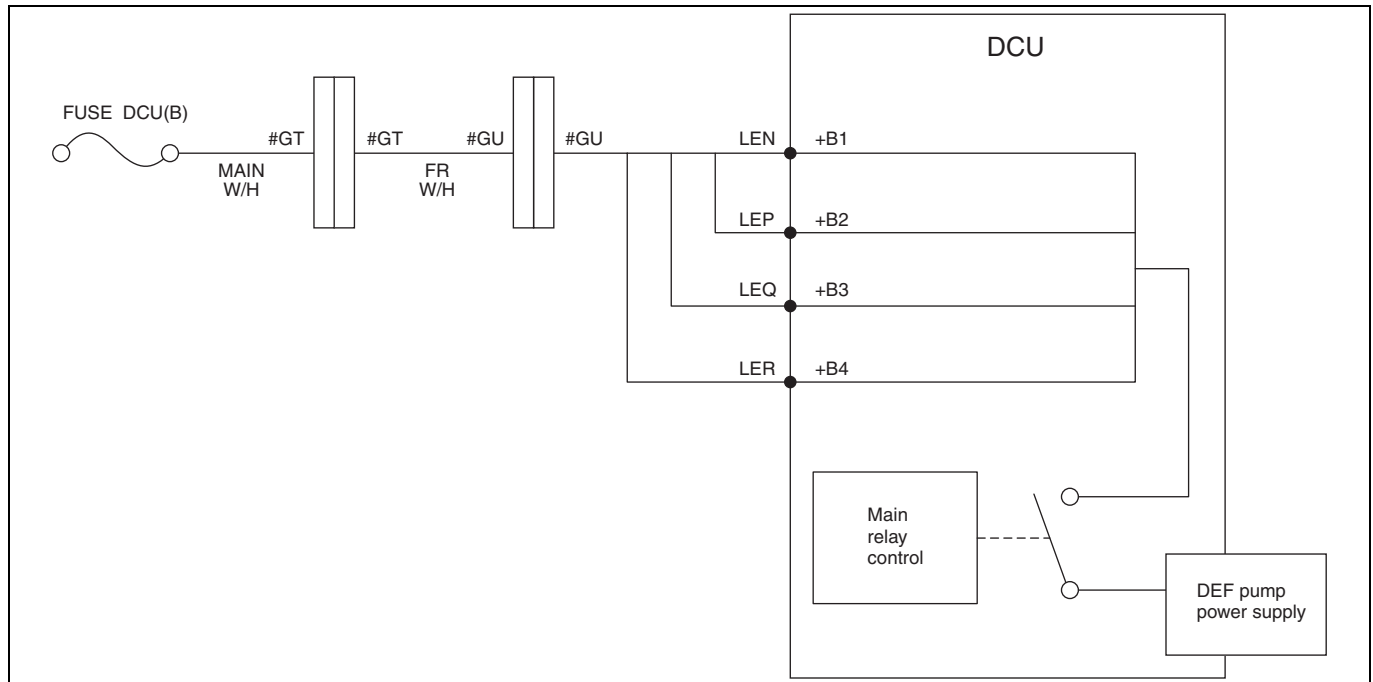 DCU
FUSE DCU(B)
#GT
#GT
#GU
#GU
MAIN
W/H
FR
W/H
LEN
+B1
LEP
+B2
LEQ
+B3
LER
+B4
Main
relay
control
DEF pump
power supply